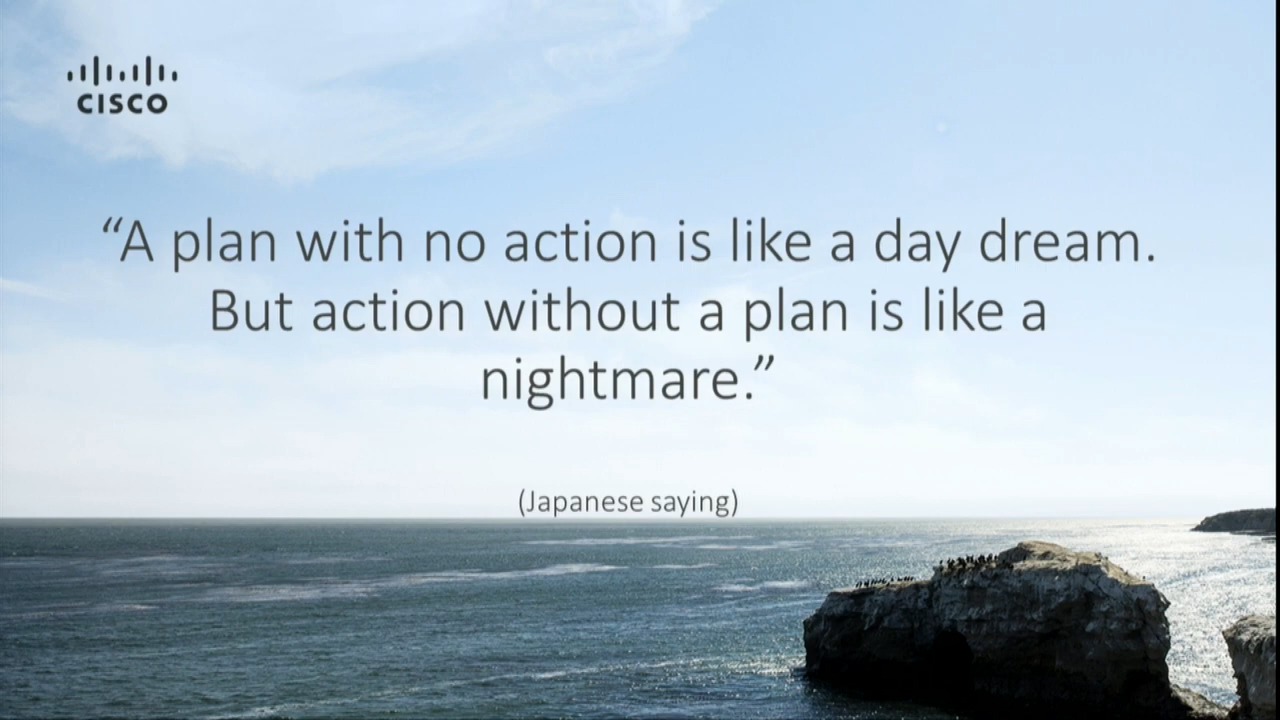 CISCO
“A plan with no action is like a day dream.
But action without a plan is like a
nightmare.”
(Japanese saying)